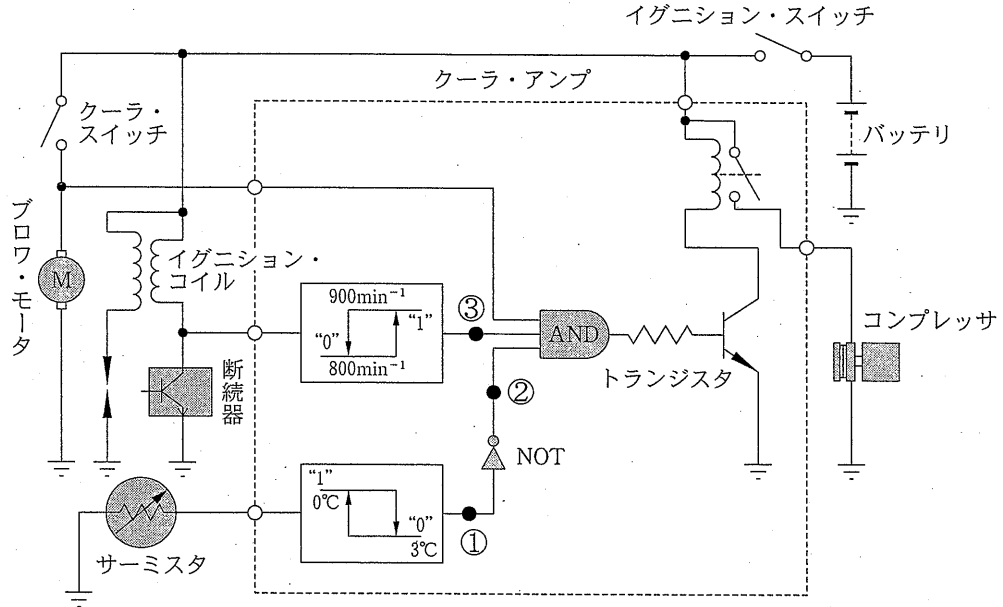 イグニション・スイッチ
クーラ・アンプ
クーラ・
スイッチ
バッテリ
ブロワ・モータ
M
イグニション・
コイル
900min⁻¹
"1"
"0"
800min⁻¹
③
AND
コンプレッサ
トランジスタ
断続器
②
NOT
"1"
0℃
"0"
3℃
①
サーミスタ